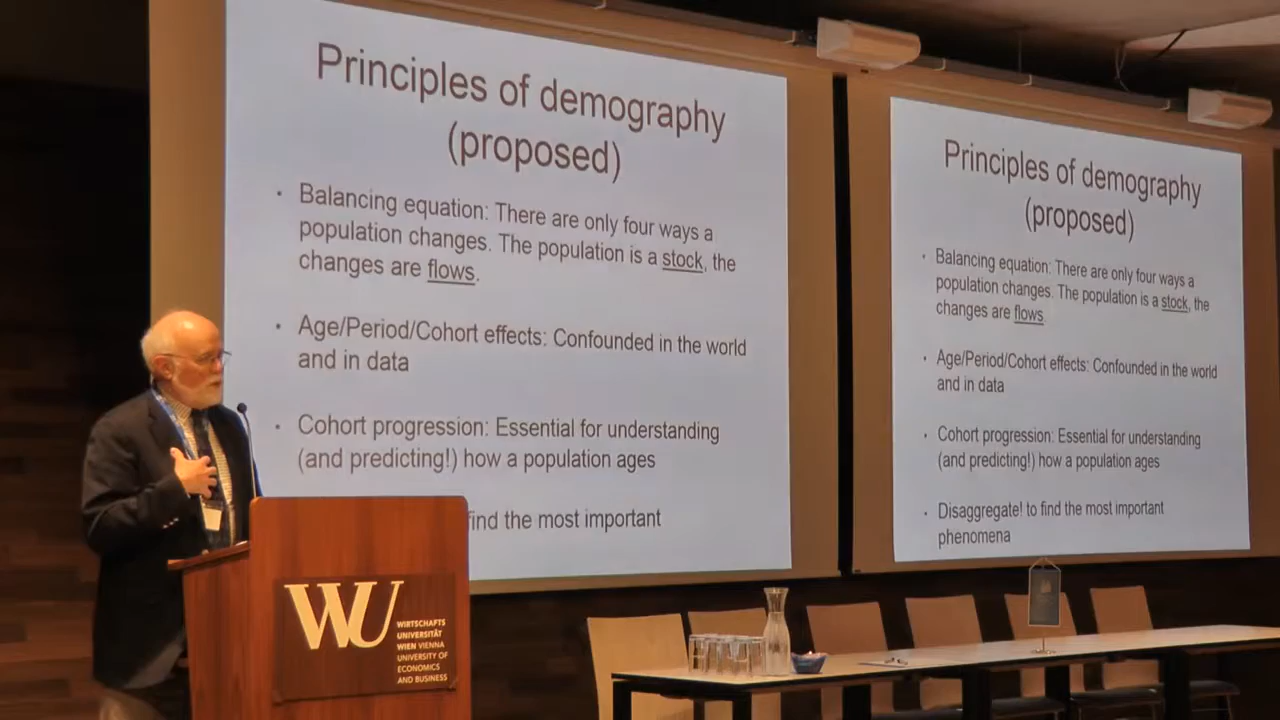 Principles of demography
(proposed)
· Balancing equation: There are only four ways a
population changes. The population is a stock, the
changes are flows.
· Age/Period/Cohort effects: Confounded in the world
and in data
· Cohort progression: Essential for understanding
(and predicting!) how a population ages
find the most important
Principles of demography
(proposed)
· Balancing equation: There are only four ways a
population changes. The population is a stock, the
changes are flows.
· Age/Period/Cohort effects: Confounded in the world
and in data
· Cohort progression: Essential for understanding
(and predicting!) how a population ages
· Disaggregate! to find the most important
phenomena
WU
WIRTSCHAFTS
UNIVERSITÄT
WIEN VIENNA
UNIVERSITY OF
ECONOMICS
AND BUSINESS